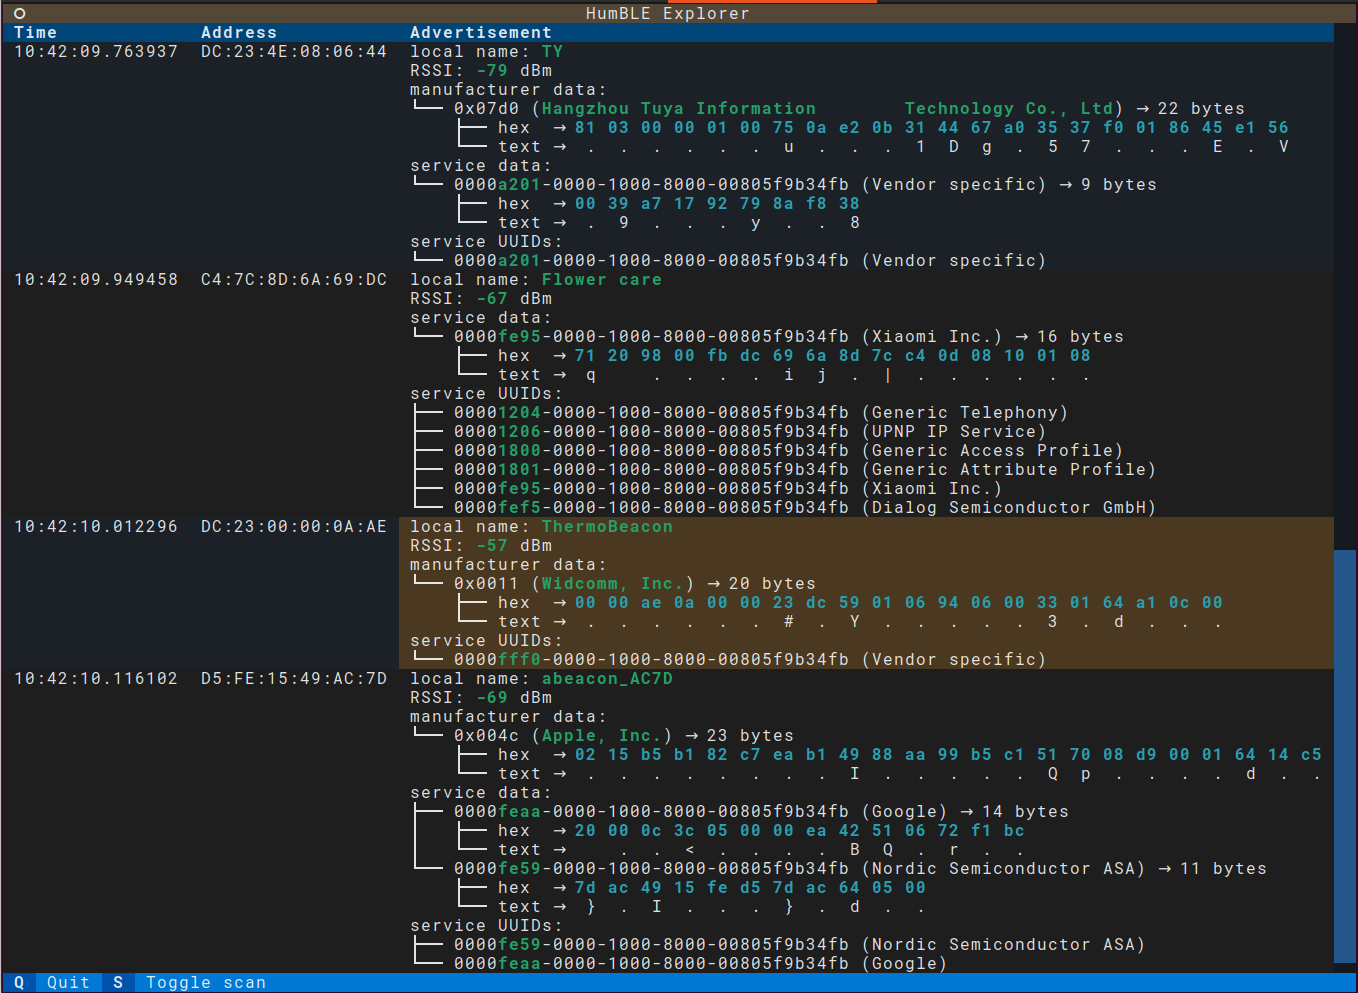 HumBLE Explorer
Time Address Advertisement
10:42:09.763937 DC:23:4E:08:06:44 local name: TY
RSSI: -79 dBm
manufacturer data:
0x07d0 (Hangzhou Tuya Information Technology Co., Ltd) → 22 bytes
hex → 81 03 00 00 01 00 75 0a e2 0b 31 44 67 a0 35 37 f0 01 86 45 e1 56
text → . . . . . . u . . . 1 D g . 5 7 . . . E . V
service data:
0000a201-0000-1000-8000-00805f9b34fb (Vendor specific) → 9 bytes
hex → 00 39 a7 17 92 79 8a f8 38
text → . 9 . . . y . . 8
service UUIDs:
0000a201-0000-1000-8000-00805f9b34fb (Vendor specific)
10:42:09.949458 C4:7C:8D:6A:69:DC local name: Flower care
RSSI: -67 dBm
service data:
0000fe95-0000-1000-8000-00805f9b34fb (Xiaomi Inc.) → 16 bytes
hex → 71 20 98 00 fb dc 69 6a 8d 7c c4 0d 08 10 01 08
text → q   . . . . i j . | . . . . . .
service UUIDs:
00001204-0000-1000-8000-00805f9b34fb (Generic Telephony)
00001206-0000-1000-8000-00805f9b34fb (UPNP IP Service)
00001800-0000-1000-8000-00805f9b34fb (Generic Access Profile)
00001801-0000-1000-8000-00805f9b34fb (Generic Attribute Profile)
0000fe95-0000-1000-8000-00805f9b34fb (Xiaomi Inc.)
0000fef5-0000-1000-8000-00805f9b34fb (Dialog Semiconductor GmbH)
10:42:10.012296 DC:23:00:00:0A:AE local name: ThermoBeacon
RSSI: -57 dBm
manufacturer data:
0x0011 (Widcomm, Inc.) → 20 bytes
hex → 00 00 ae 0a 00 00 23 dc 59 01 06 94 06 00 33 01 64 a1 0c 00
text → . . . . . . # . Y . . . . . 3 . d . . .
service UUIDs:
0000fff0-0000-1000-8000-00805f9b34fb (Vendor specific)
10:42:10.116102 D5:FE:15:49:AC:7D local name: abeacon_AC7D
RSSI: -69 dBm
manufacturer data:
0x004c (Apple, Inc.) → 23 bytes
hex → 02 15 b5 b1 82 c7 ea b1 49 88 aa 99 b5 c1 51 70 08 d9 00 01 64 14 c5
text → . . . . . . . . I . . . . . Q p . . . . d . .
service data:
0000feaa-0000-1000-8000-00805f9b34fb (Google) → 14 bytes
hex → 20 00 0c 3c 05 00 00 ea 42 51 06 72 f1 bc
text →   . . < . . . . B Q . r . .
0000fe59-0000-1000-8000-00805f9b34fb (Nordic Semiconductor ASA) → 11 bytes
hex → 7d ac 49 15 fe d5 7d ac 64 05 00
text → } . I . . . } . d . .
service UUIDs:
0000fe59-0000-1000-8000-00805f9b34fb (Nordic Semiconductor ASA)
0000feaa-0000-1000-8000-00805f9b34fb (Google)
Q Quit S Toggle scan